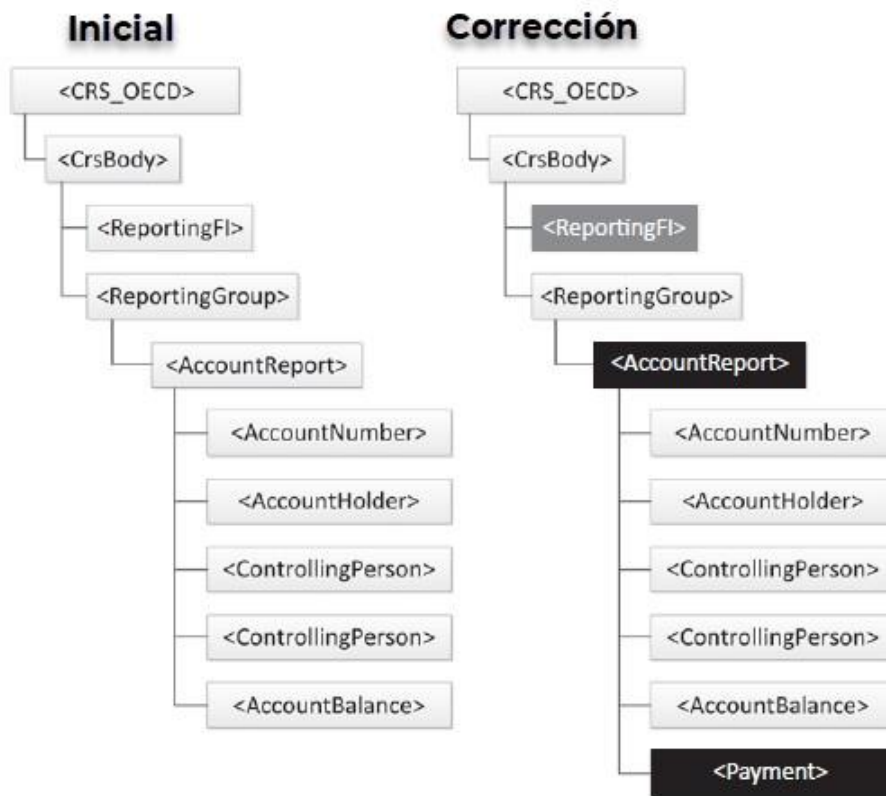 Inicial
<CRS_OECD>
<CrsBody>
<ReportingFI>
<ReportingGroup>
<AccountReport>
<AccountNumber>
<AccountHolder>
<ControllingPerson>
<ControllingPerson>
<AccountBalance>
Corrección
<CRS_OECD>
<CrsBody>
<ReportingFI>
<ReportingGroup>
<AccountReport>
<AccountNumber>
<AccountHolder>
<ControllingPerson>
<ControllingPerson>
<AccountBalance>
<Payment>